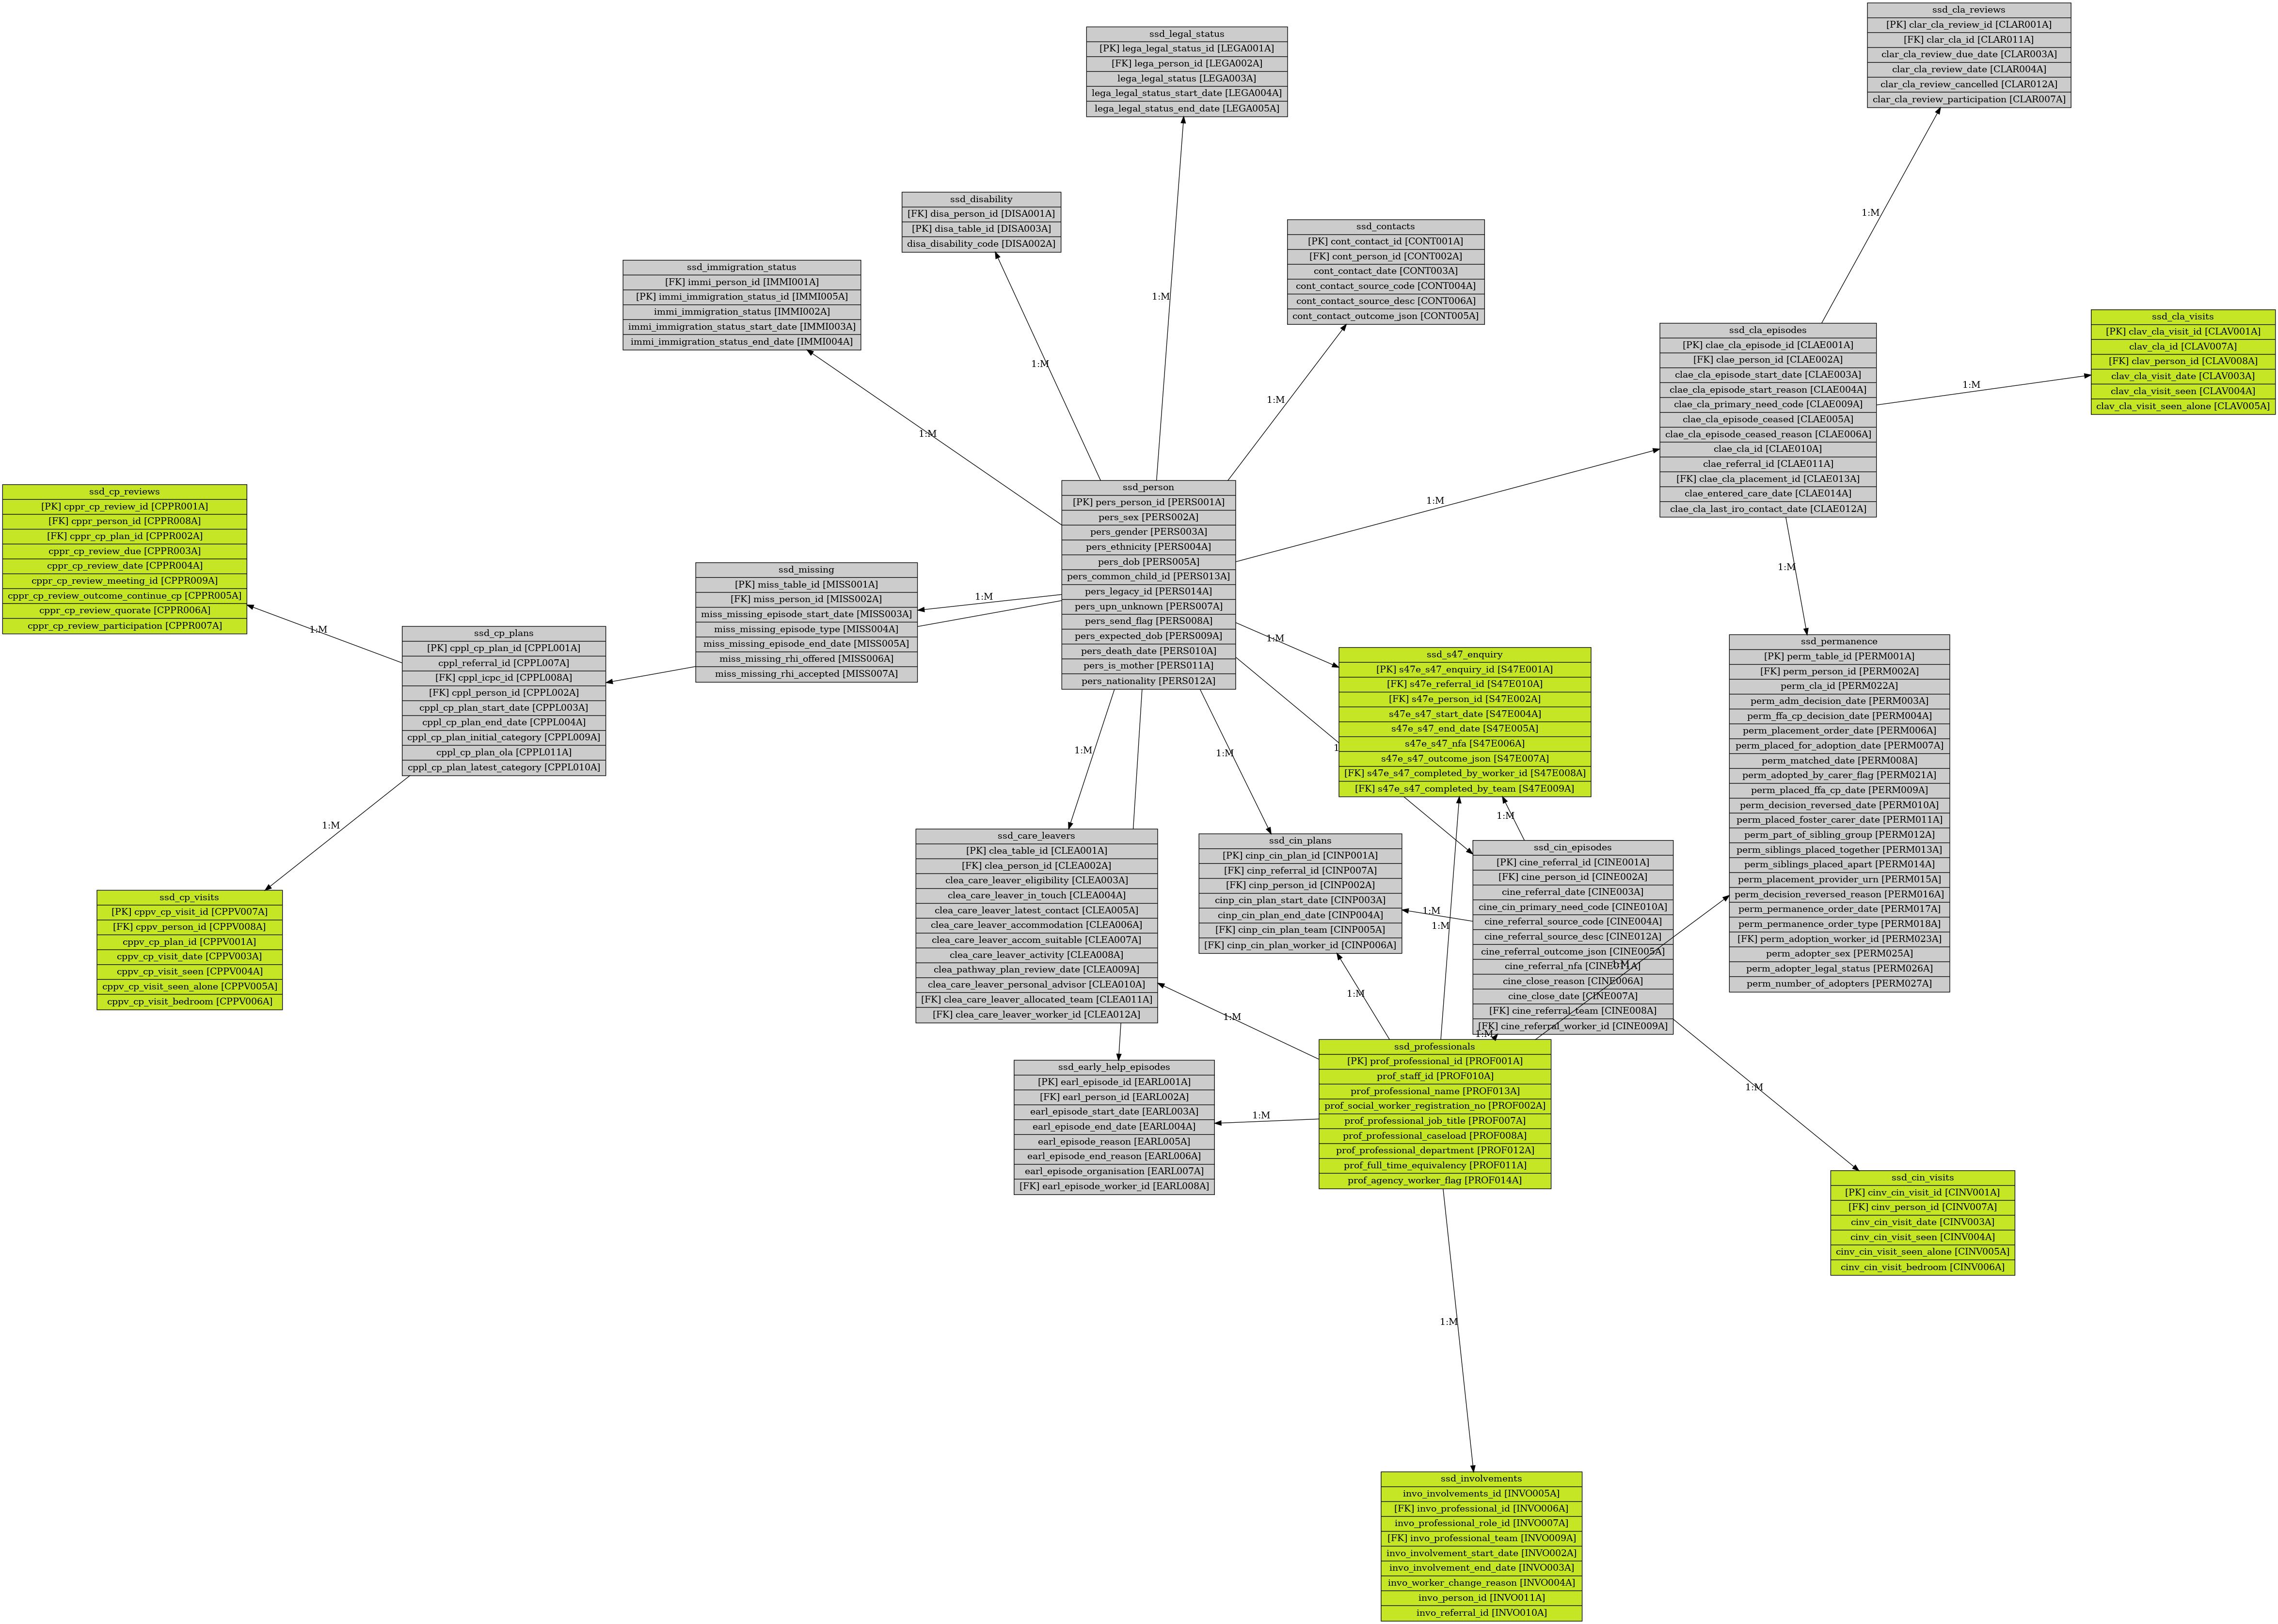 ssd_cla_reviews
[PK] clar_cla_review_id [CLAR001A]
[FK] clar_cla_id [CLAR011A]
clar_cla_review_due_date [CLAR003A]
clar_cla_review_date [CLAR004A]
clar_cla_review_cancelled [CLAR012A]
clar_cla_review_participation [CLAR007A]
ssd_legal_status
[PK] lega_legal_status_id [LEGA001A]
[FK] lega_person_id [LEGA002A]
lega_legal_status [LEGA003A]
lega_legal_status_start_date [LEGA004A]
lega_legal_status_end_date [LEGA005A]
ssd_disability
[FK] disa_person_id [DISA001A]
[PK] disa_table_id [DISA003A]
disa_disability_code [DISA002A]
1:M
ssd_contacts
[PK] cont_contact_id [CONT001A]
[FK] cont_person_id [CONT002A]
cont_contact_date [CONT003A]
cont_contact_source_code [CONT004A]
cont_contact_source_desc [CONT006A]
cont_contact_outcome_json [CONT005A]
ssd_immigration_status
[FK] immi_person_id [IMMI001A]
[PK] immi_immigration_status_id [IMMI005A]
immi_immigration_status [IMMI002A]
immi_immigration_status_start_date [IMMI003A]
immi_immigration_status_end_date [IMMI004A]
1:M
ssd_cla_visits
[PK] clav_cla_visit_id [CLAV001A]
clav_cla_id [CLAV007A]
[FK] clav_person_id [CLAV008A]
clav_cla_visit_date [CLAV003A]
clav_cla_visit_seen [CLAV004A]
clav_cla_visit_seen_alone [CLAV005A]
ssd_cla_episodes
[PK] clae_cla_episode_id [CLAE001A]
[FK] clae_person_id [CLAE002A]
clae_cla_episode_start_date [CLAE003A]
clae_cla_episode_start_reason [CLAE004A]
clae_cla_primary_need_code [CLAE009A]
clae_cla_episode_ceased [CLAE005A]
clae_cla_episode_ceased_reason [CLAE006A]
clae_cla_id [CLAE010A]
clae_referral_id [CLAE011A]
[FK] clae_cla_placement_id [CLAE013A]
clae_entered_care_date [CLAE014A]
clae_cla_last_iro_contact_date [CLAE012A]
1:M
1:M
1:M
1:M
ssd_cp_reviews
[PK] cppr_cp_review_id [CPPR001A]
[FK] cppr_person_id [CPPR008A]
[FK] cppr_cp_plan_id [CPPR002A]
cppr_cp_review_due [CPPR003A]
cppr_cp_review_date [CPPR004A]
cppr_cp_review_meeting_id [CPPR009A]
cppr_cp_review_outcome_continue_cp [CPPR005A]
cppr_cp_review_quorate [CPPR006A]
cppr_cp_review_participation [CPPR007A]
ssd_person
[PK] pers_person_id [PERS001A]
pers_sex [PERS002A]
pers_gender [PERS003A]
pers_ethnicity [PERS004A]
pers_dob [PERS005A]
pers_common_child_id [PERS013A]
pers_legacy_id [PERS014A]
pers_upn_unknown [PERS007A]
pers_send_flag [PERS008A]
pers_expected_dob [PERS009A]
pers_death_date [PERS010A]
pers_is_mother [PERS011A]
pers_nationality [PERS012A]
1:M
1:M
ssd_missing
[PK] miss_table_id [MISS001A]
[FK] miss_person_id [MISS002A]
miss_missing_episode_start_date [MISS003A]
miss_missing_episode_type [MISS004A]
miss_missing_episode_end_date [MISS005A]
miss_missing_rhi_offered [MISS006A]
miss_missing_rhi_accepted [MISS007A]
1:M
1:M
ssd_cp_plans
[PK] cppl_cp_plan_id [CPPL001A]
cppl_referral_id [CPPL007A]
[FK] cppl_icpc_id [CPPL008A]
[FK] cppl_person_id [CPPL002A]
cppl_cp_plan_start_date [CPPL003A]
cppl_cp_plan_end_date [CPPL004A]
cppl_cp_plan_initial_category [CPPL009A]
cppl_cp_plan_ola [CPPL011A]
cppl_cp_plan_latest_category [CPPL010A]
1:M
ssd_s47_enquiry
[PK] s47e_s47_enquiry_id [S47E001A]
[FK] s47e_referral_id [S47E010A]
[FK] s47e_person_id [S47E002A]
s47e_s47_start_date [S47E004A]
s47e_s47_end_date [S47E005A]
s47e_s47_nfa [S47E006A]
s47e_s47_outcome_json [S47E007A]
[FK] s47e_s47_completed_by_worker_id [S47E008A]
[FK] s47e_s47_completed_by_team [S47E009A]
ssd_permanence
[PK] perm_table_id [PERM001A]
[FK] perm_person_id [PERM002A]
perm_cla_id [PERM022A]
perm_adm_decision_date [PERM003A]
perm_ffa_cp_decision_date [PERM004A]
perm_placement_order_date [PERM006A]
perm_placed_for_adoption_date [PERM007A]
perm_matched_date [PERM008A]
perm_adopted_by_carer_flag [PERM021A]
perm_placed_ffa_cp_date [PERM009A]
perm_decision_reversed_date [PERM010A]
perm_placed_foster_carer_date [PERM011A]
perm_part_of_sibling_group [PERM012A]
perm_siblings_placed_together [PERM013A]
perm_siblings_placed_apart [PERM014A]
perm_placement_provider_urn [PERM015A]
perm_decision_reversed_reason [PERM016A]
perm_permanence_order_date [PERM017A]
perm_permanence_order_type [PERM018A]
[FK] perm_adoption_worker_id [PERM023A]
perm_adopter_sex [PERM025A]
perm_adopter_legal_status [PERM026A]
perm_number_of_adopters [PERM027A]
1:M
1:M
1:M
1:M
ssd_care_leavers
[PK] clea_table_id [CLEA001A]
[FK] clea_person_id [CLEA002A]
clea_care_leaver_eligibility [CLEA003A]
clea_care_leaver_in_touch [CLEA004A]
clea_care_leaver_latest_contact [CLEA005A]
clea_care_leaver_accommodation [CLEA006A]
clea_care_leaver_accom_suitable [CLEA007A]
clea_care_leaver_activity [CLEA008A]
clea_pathway_plan_review_date [CLEA009A]
clea_care_leaver_personal_advisor [CLEA010A]
[FK] clea_care_leaver_allocated_team [CLEA011A]
[FK] clea_care_leaver_worker_id [CLEA012A]
ssd_cin_plans
[PK] cinp_cin_plan_id [CINP001A]
[FK] cinp_referral_id [CINP007A]
[FK] cinp_person_id [CINP002A]
cinp_cin_plan_start_date [CINP003A]
cinp_cin_plan_end_date [CINP004A]
[FK] cinp_cin_plan_team [CINP005A]
[FK] cinp_cin_plan_worker_id [CINP006A]
ssd_cin_episodes
[PK] cine_referral_id [CINE001A]
[FK] cine_person_id [CINE002A]
cine_referral_date [CINE003A]
cine_cin_primary_need_code [CINE010A]
cine_referral_source_code [CINE004A]
cine_referral_source_desc [CINE012A]
cine_referral_outcome_json [CINE005A]
cine_referral_nfa [CINE011A]
cine_close_reason [CINE006A]
cine_close_date [CINE007A]
[FK] cine_referral_team [CINE008A]
[FK] cine_referral_worker_id [CINE009A]
1:M
1:M
ssd_cp_visits
[PK] cppv_cp_visit_id [CPPV007A]
[FK] cppv_person_id [CPPV008A]
cppv_cp_plan_id [CPPV001A]
cppv_cp_visit_date [CPPV003A]
cppv_cp_visit_seen [CPPV004A]
cppv_cp_visit_seen_alone [CPPV005A]
cppv_cp_visit_bedroom [CPPV006A]
1:M
1:M
1:M
ssd_professionals
[PK] prof_professional_id [PROF001A]
prof_staff_id [PROF010A]
prof_professional_name [PROF013A]
prof_social_worker_registration_no [PROF002A]
prof_professional_job_title [PROF007A]
prof_professional_caseload [PROF008A]
prof_professional_department [PROF012A]
prof_full_time_equivalency [PROF011A]
prof_agency_worker_flag [PROF014A]
ssd_early_help_episodes
[PK] earl_episode_id [EARL001A]
[FK] earl_person_id [EARL002A]
earl_episode_start_date [EARL003A]
earl_episode_end_date [EARL004A]
earl_episode_reason [EARL005A]
earl_episode_end_reason [EARL006A]
earl_episode_organisation [EARL007A]
[FK] earl_episode_worker_id [EARL008A]
1:M
1:M
ssd_cin_visits
[PK] cinv_cin_visit_id [CINV001A]
[FK] cinv_person_id [CINV007A]
cinv_cin_visit_date [CINV003A]
cinv_cin_visit_seen [CINV004A]
cinv_cin_visit_seen_alone [CINV005A]
cinv_cin_visit_bedroom [CINV006A]
1:M
ssd_involvements
invo_involvements_id [INVO005A]
[FK] invo_professional_id [INVO006A]
invo_professional_role_id [INVO007A]
[FK] invo_professional_team [INVO009A]
invo_involvement_start_date [INVO002A]
invo_involvement_end_date [INVO003A]
invo_worker_change_reason [INVO004A]
invo_person_id [INVO011A]
invo_referral_id [INVO010A]